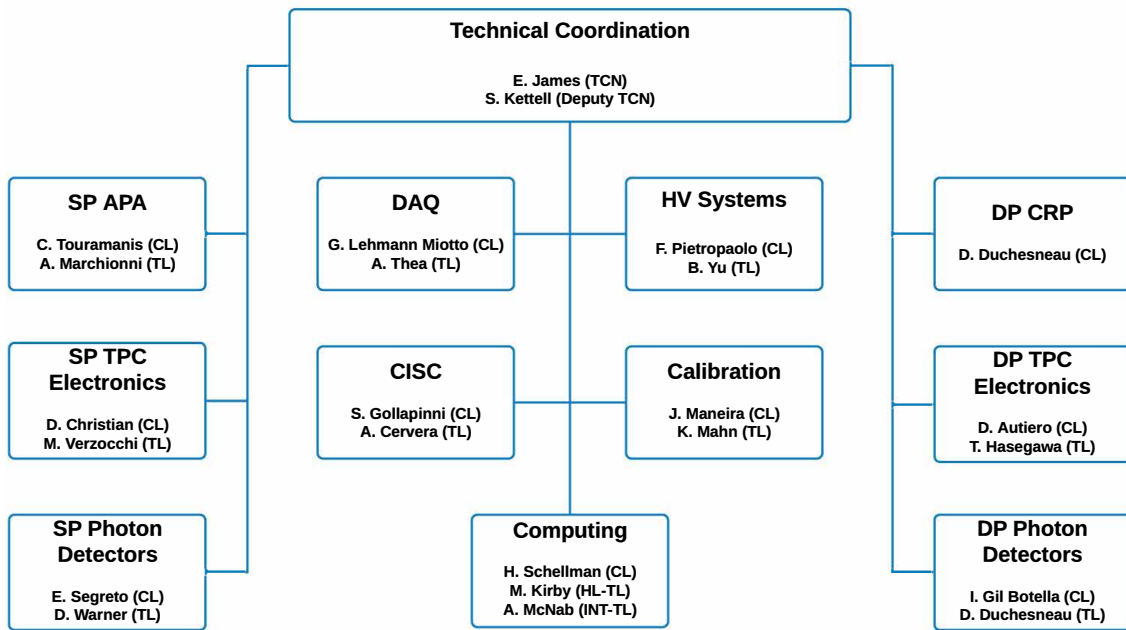 Technical Coordination
E. James (TCN)
S. Kettell (Deputy TCN)
SP APA
C. Touramanis (CL)
A. Marchionni (TL)
DAQ
G. Lehmann Miotto (CL)
A. Thea (TL)
HV Systems
F. Pietropaolo (CL)
B. Yu (TL)
DP CRP
D. Duchesneau (CL)
SP TPC
Electronics
D. Christian (CL)
M. Verzocchi (TL)
CISC
S. Gollapinni (CL)
A. Cervera (TL)
Calibration
J. Maneira (CL)
K. Mahn (TL)
DP TPC
Electronics
D. Autiero (CL)
T. Hasegawa (TL)
SP Photon
Detectors
E. Segreto (CL)
D. Warner (TL)
Computing
H. Schellman (CL)
M. Kirby (HL-TL)
A. McNab (INT-TL)
DP Photon
Detectors
I. Gil Botella (CL)
D. Duchesneau (TL)